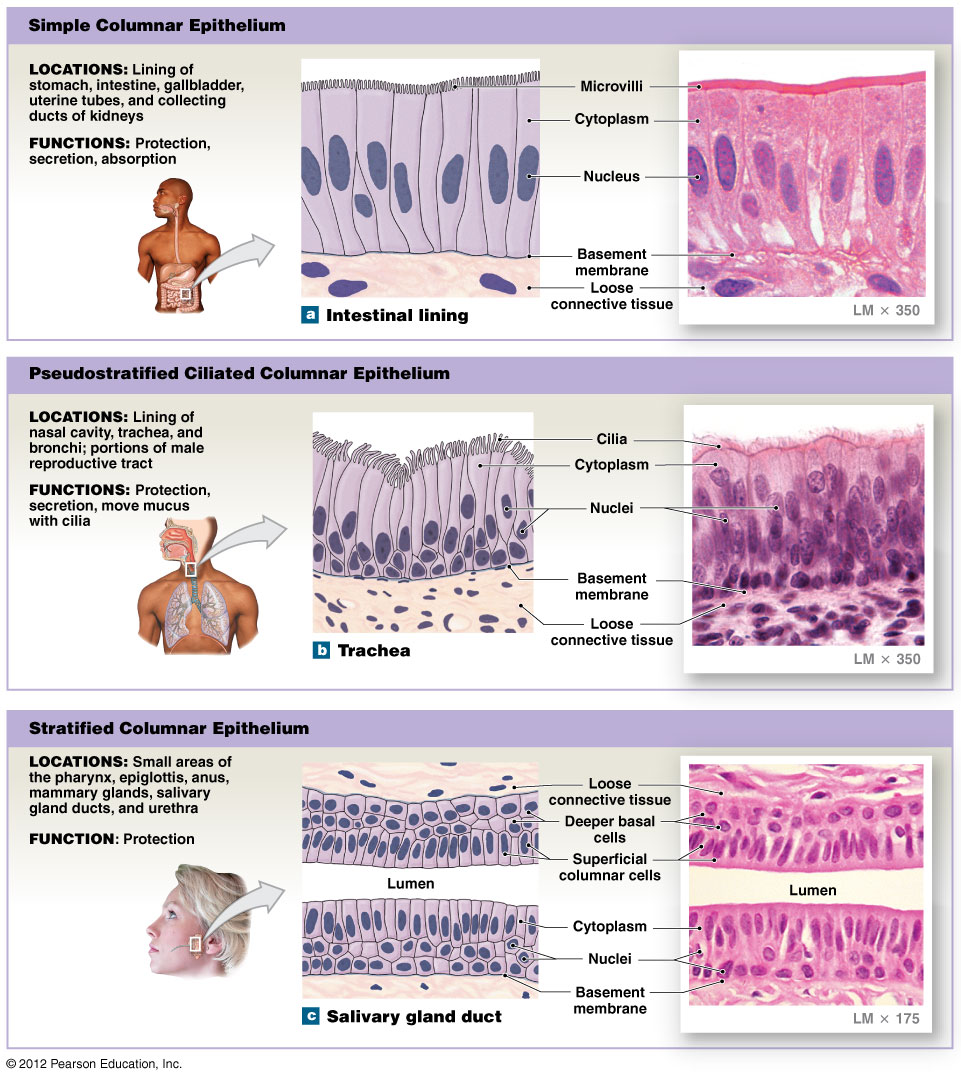 Simple Columnar Epithelium
LOCATIONS: Lining of
stomach, intestine, gallbladder,
uterine tubes, and collecting
ducts of kidneys
FUNCTIONS: Protection,
secretion, absorption
Microvilli
Cytoplasm
Nucleus
Basement
membrane
Loose
connective tissue
a Intestinal lining
LM × 350
Pseudostratified Ciliated Columnar Epithelium
LOCATIONS: Lining of
nasal cavity, trachea, and
bronchi; portions of male
reproductive tract
FUNCTIONS: Protection,
secretion, move mucus
with cilia
Cilia
Cytoplasm
Nuclei
Basement
membrane
Loose
connective tissue
b Trachea
LM × 350
Stratified Columnar Epithelium
LOCATIONS: Small areas of
the pharynx, epiglottis, anus,
mammary glands, salivary
gland ducts, and urethra
FUNCTION: Protection
Loose
connective tissue
Deeper basal
cells
Superficial
columnar cells
Lumen
Lumen
Cytoplasm
Nuclei
Basement
membrane
c Salivary gland duct
LM × 175
© 2012 Pearson Education, Inc.